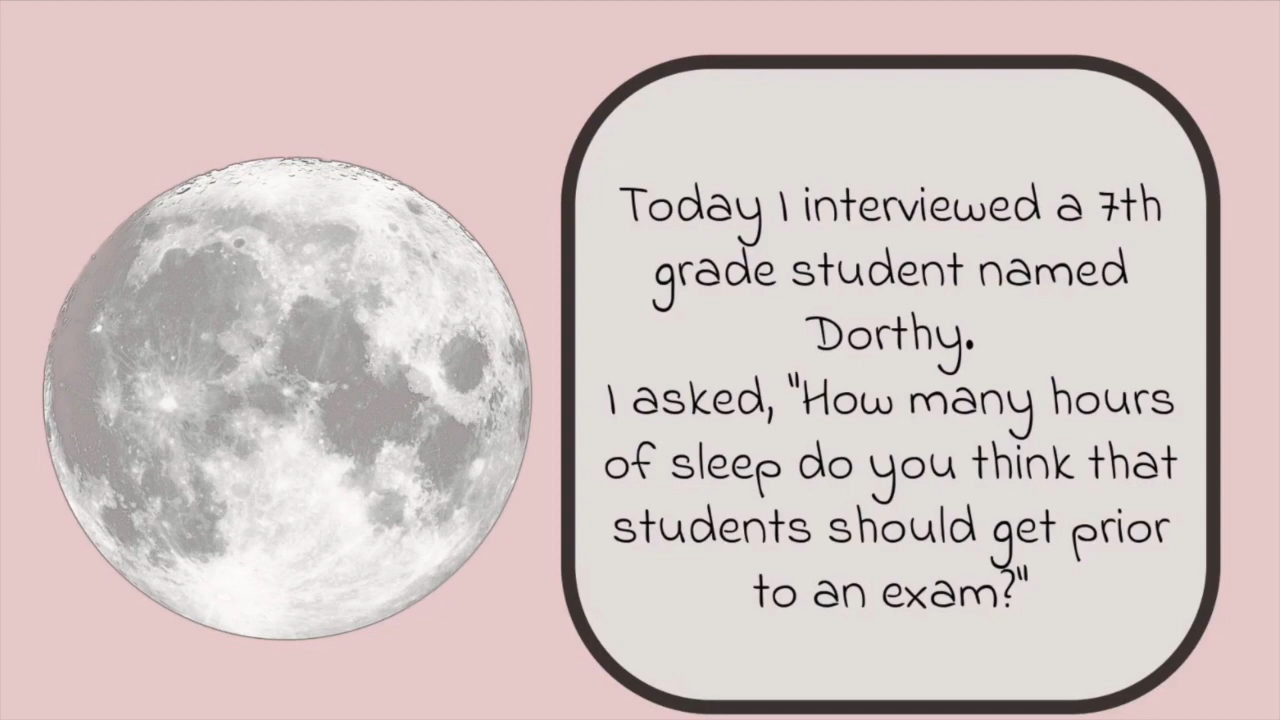 Today I interviewed a 7th
grade student named
Dorthy.
I asked, "How many hours
of sleep do you think that
students should get prior
to an exam?"